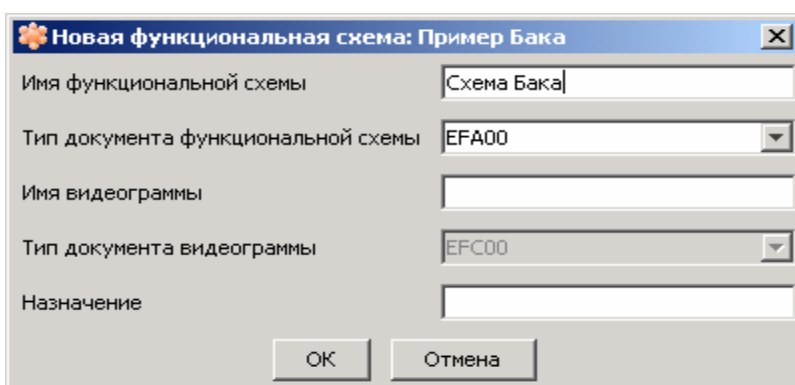 Новая функциональная схема: Пример Бака
Имя функциональной схемы Схема Бака
Тип документа функциональной схемы EFA00
Имя видеограммы
Тип документа видеограммы EFC00
Назначение
ОК Отмена